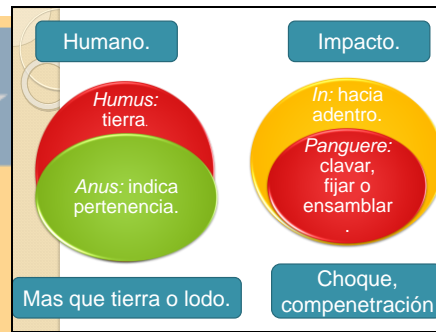 Humano.
Humus:
tierra.
Anus: indica
pertenencia.
Mas que tierra o lodo.
Impacto.
In: hacia
adentro.
Panguere:
clavar,
fijar o
ensamblar
.
Choque,
compenetración